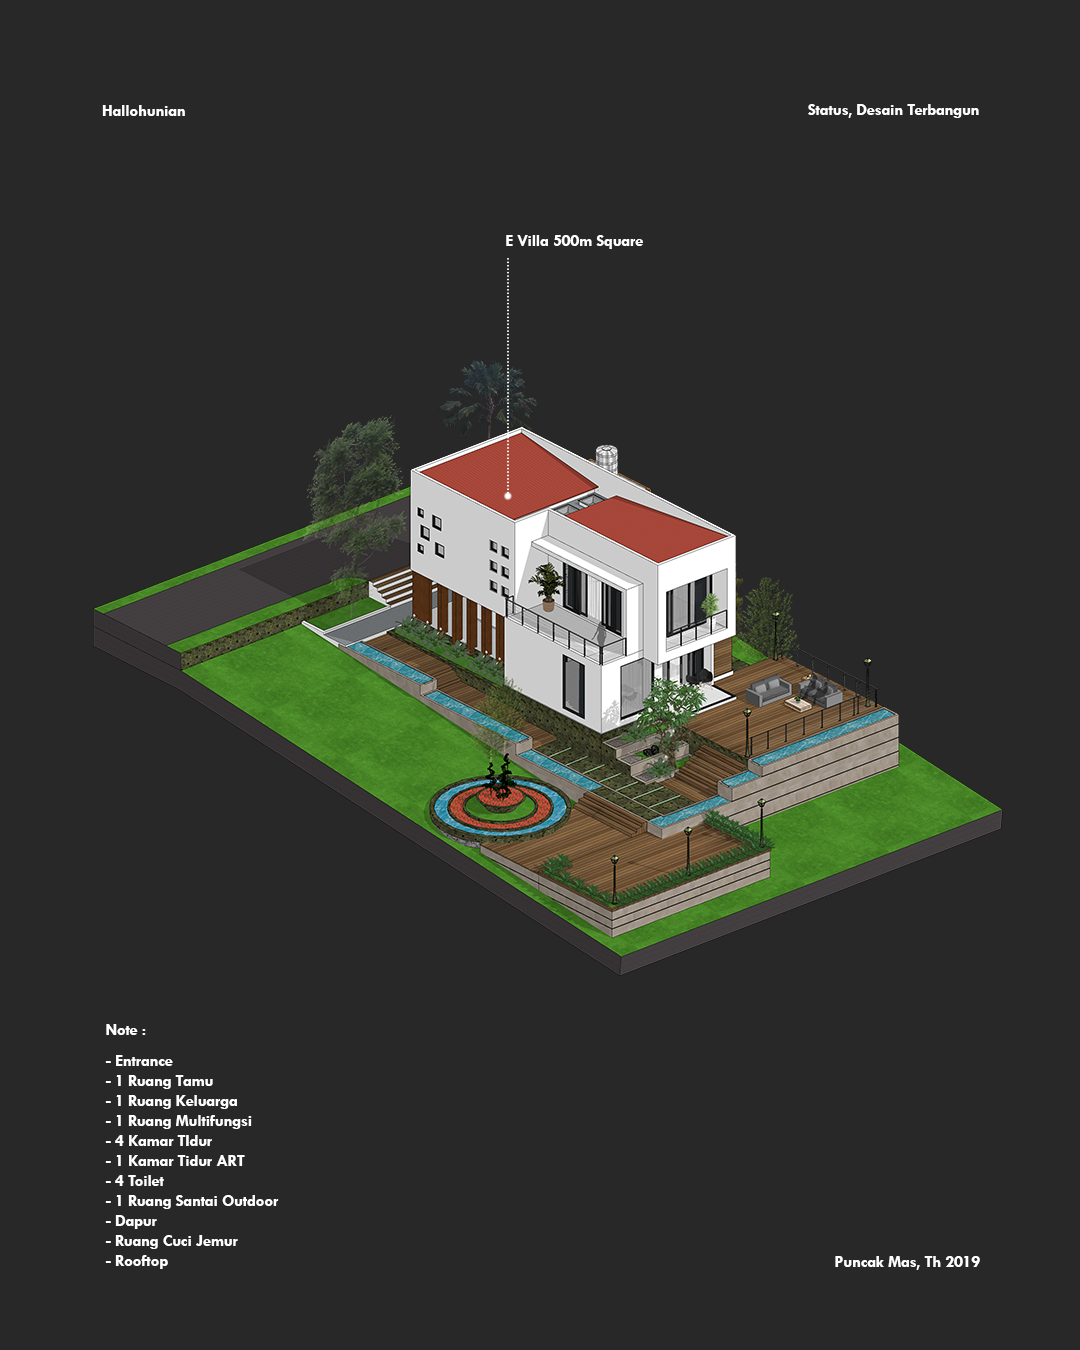 Hallohunian
Status, Desain Terbangun
E Villa 500m Square
Note :
- Entrance
- 1 Ruang Tamu
- 1 Ruang Keluarga
- 1 Ruang Multifungsi
- 4 Kamar TIdur
- 1 Kamar Tidur ART
- 4 Toilet
- 1 Ruang Santai Outdoor
- Dapur
- Ruang Cuci Jemur
- Rooftop
Puncak Mas, Th 2019